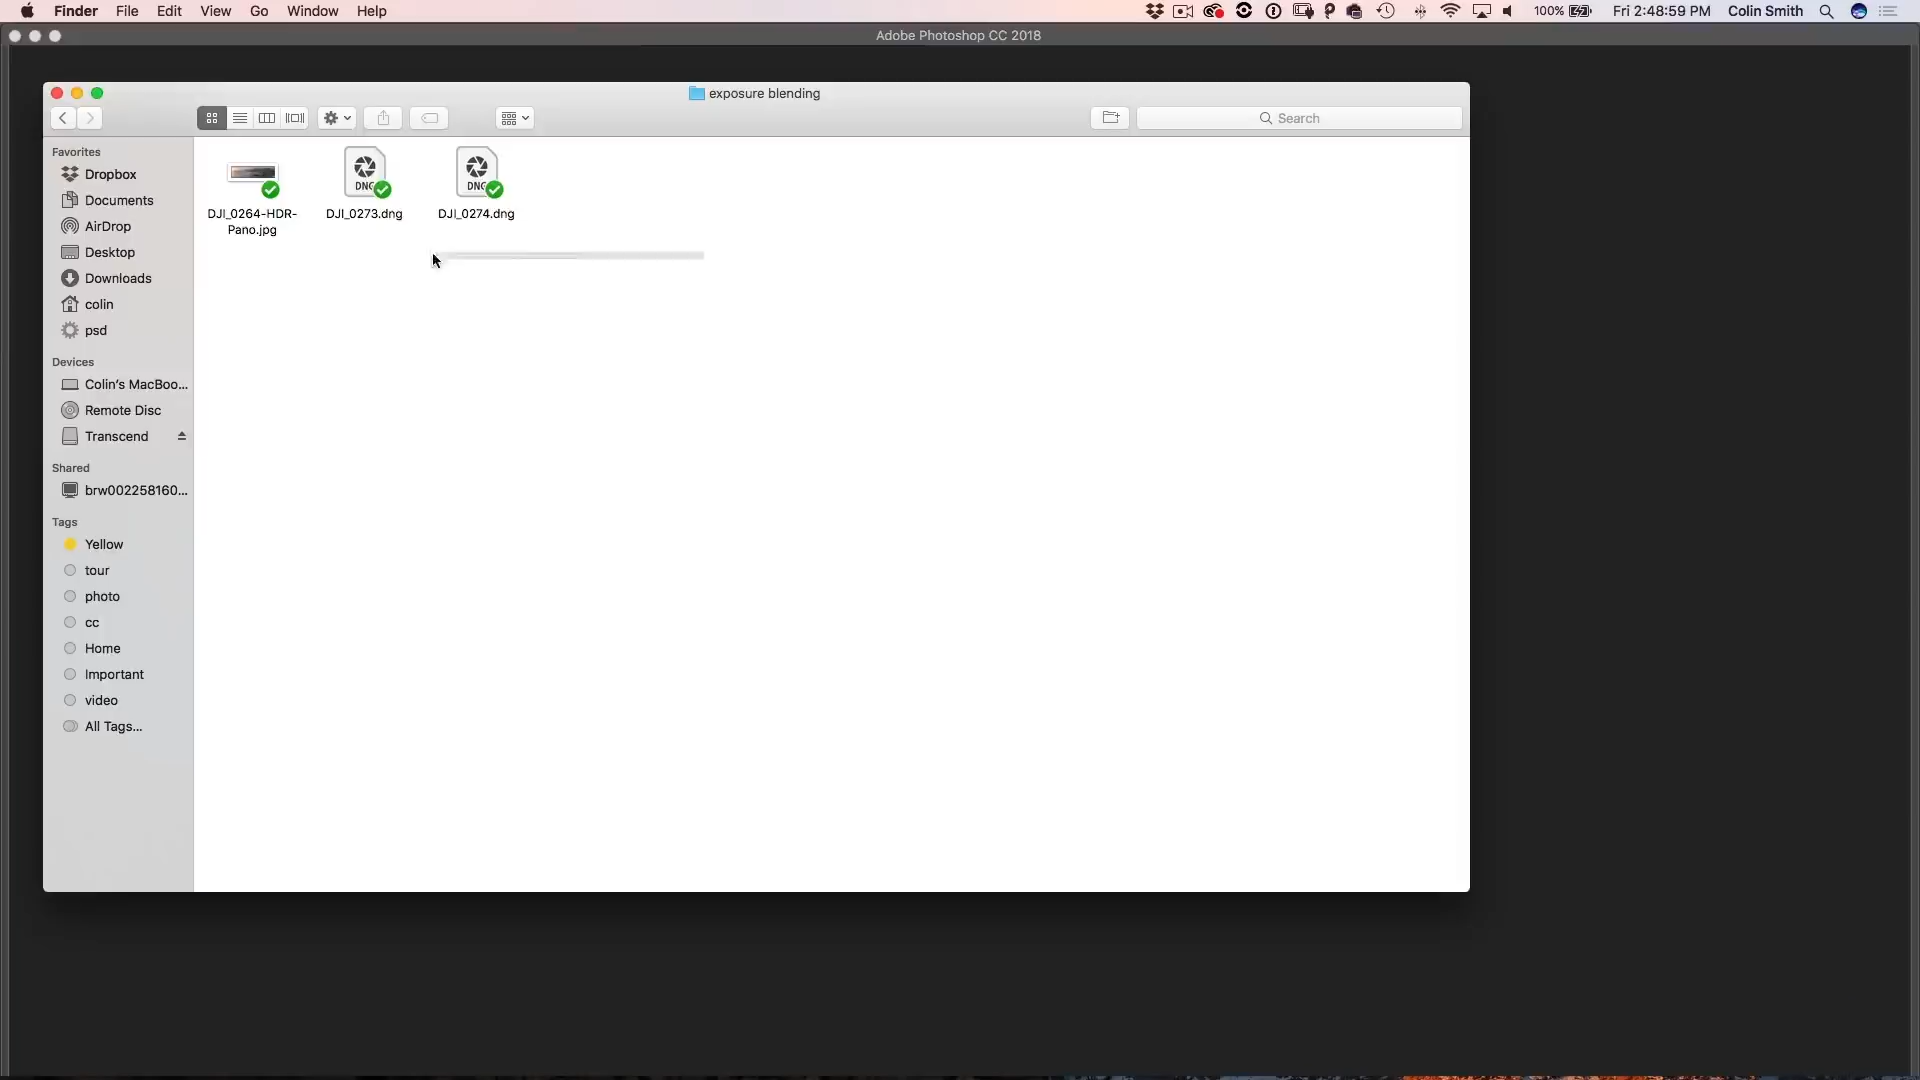 Finder File Edit View Go Window Help 100% Fri 2:48:59 PM Colin Smith
Adobe Photoshop CC 2018
exposure blending
Search
Favorites
Dropbox
Documents
AirDrop
Desktop
Downloads
colin
psd
Devices
Colin's MacBoo...
Remote Disc
Transcend
Shared
brw002258160...
Tags
Yellow
tour
photo
cc
Home
Important
video
All Tags...
DNG
DNG
DJI_0264-HDR-
Pano.jpg
DJI_0273.dng
DJI_0274.dng